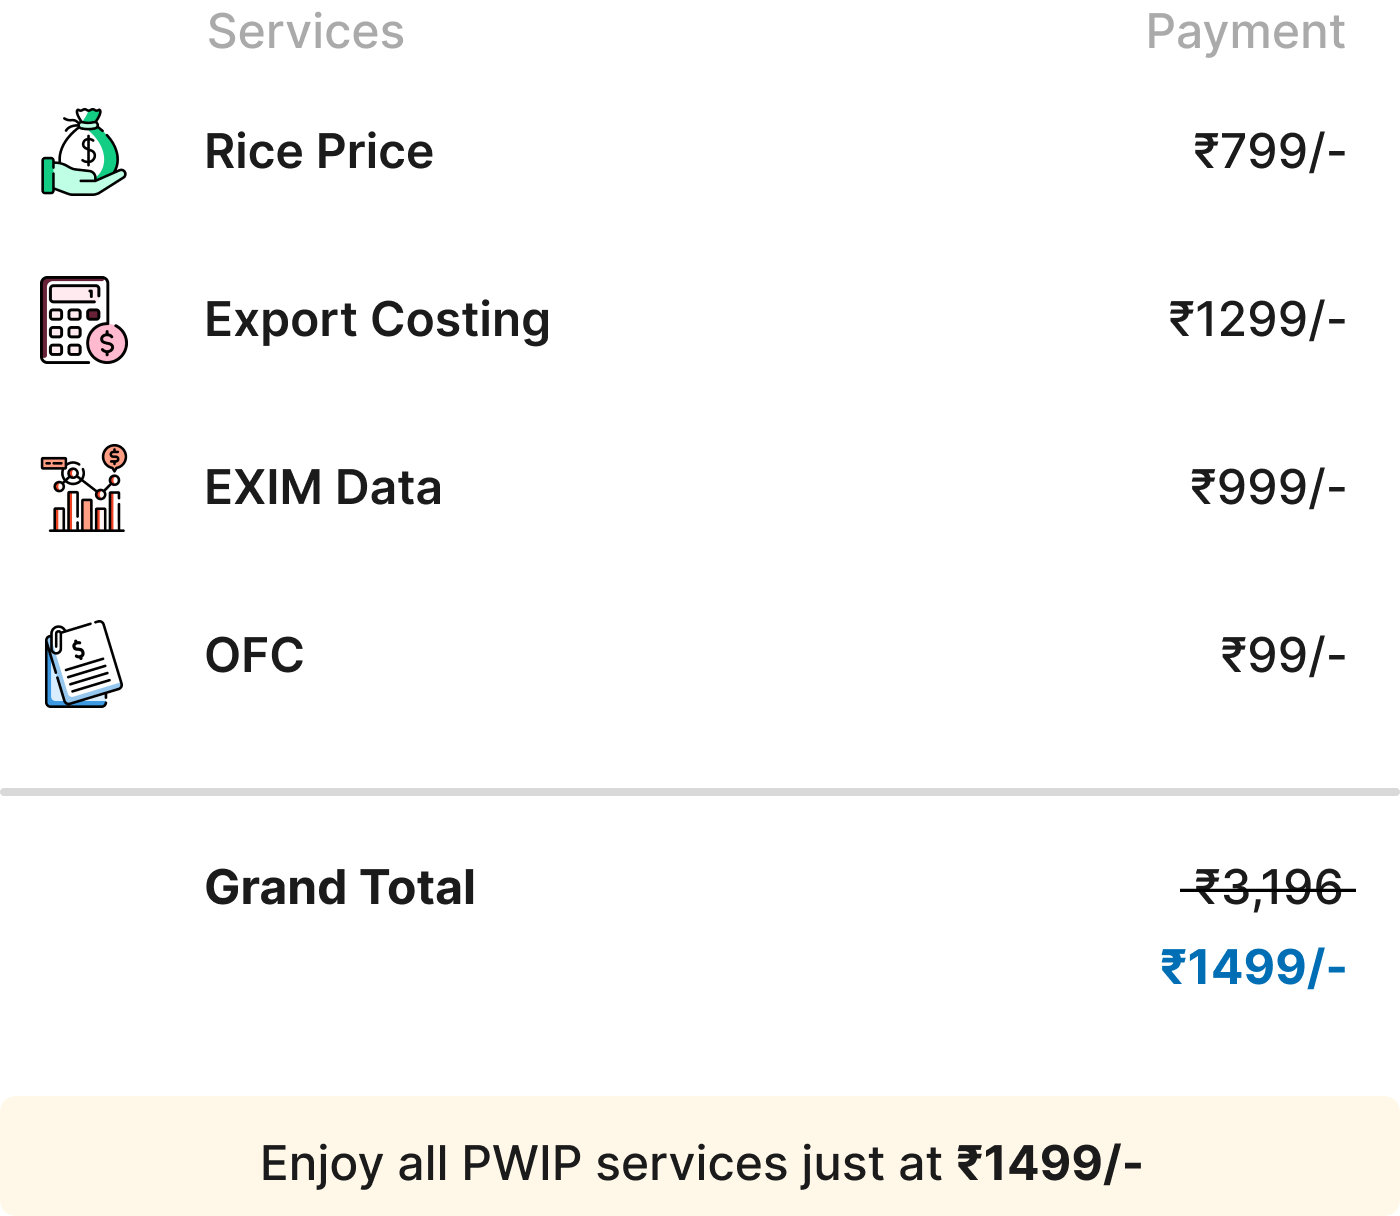 Services Payment
Rice Price ₹799/-
Export Costing ₹1299/-
EXIM Data ₹999/-
OFC ₹99/-
Grand Total ₹3,196
₹1499/-
Enjoy all PWIP services just at ₹1499/-